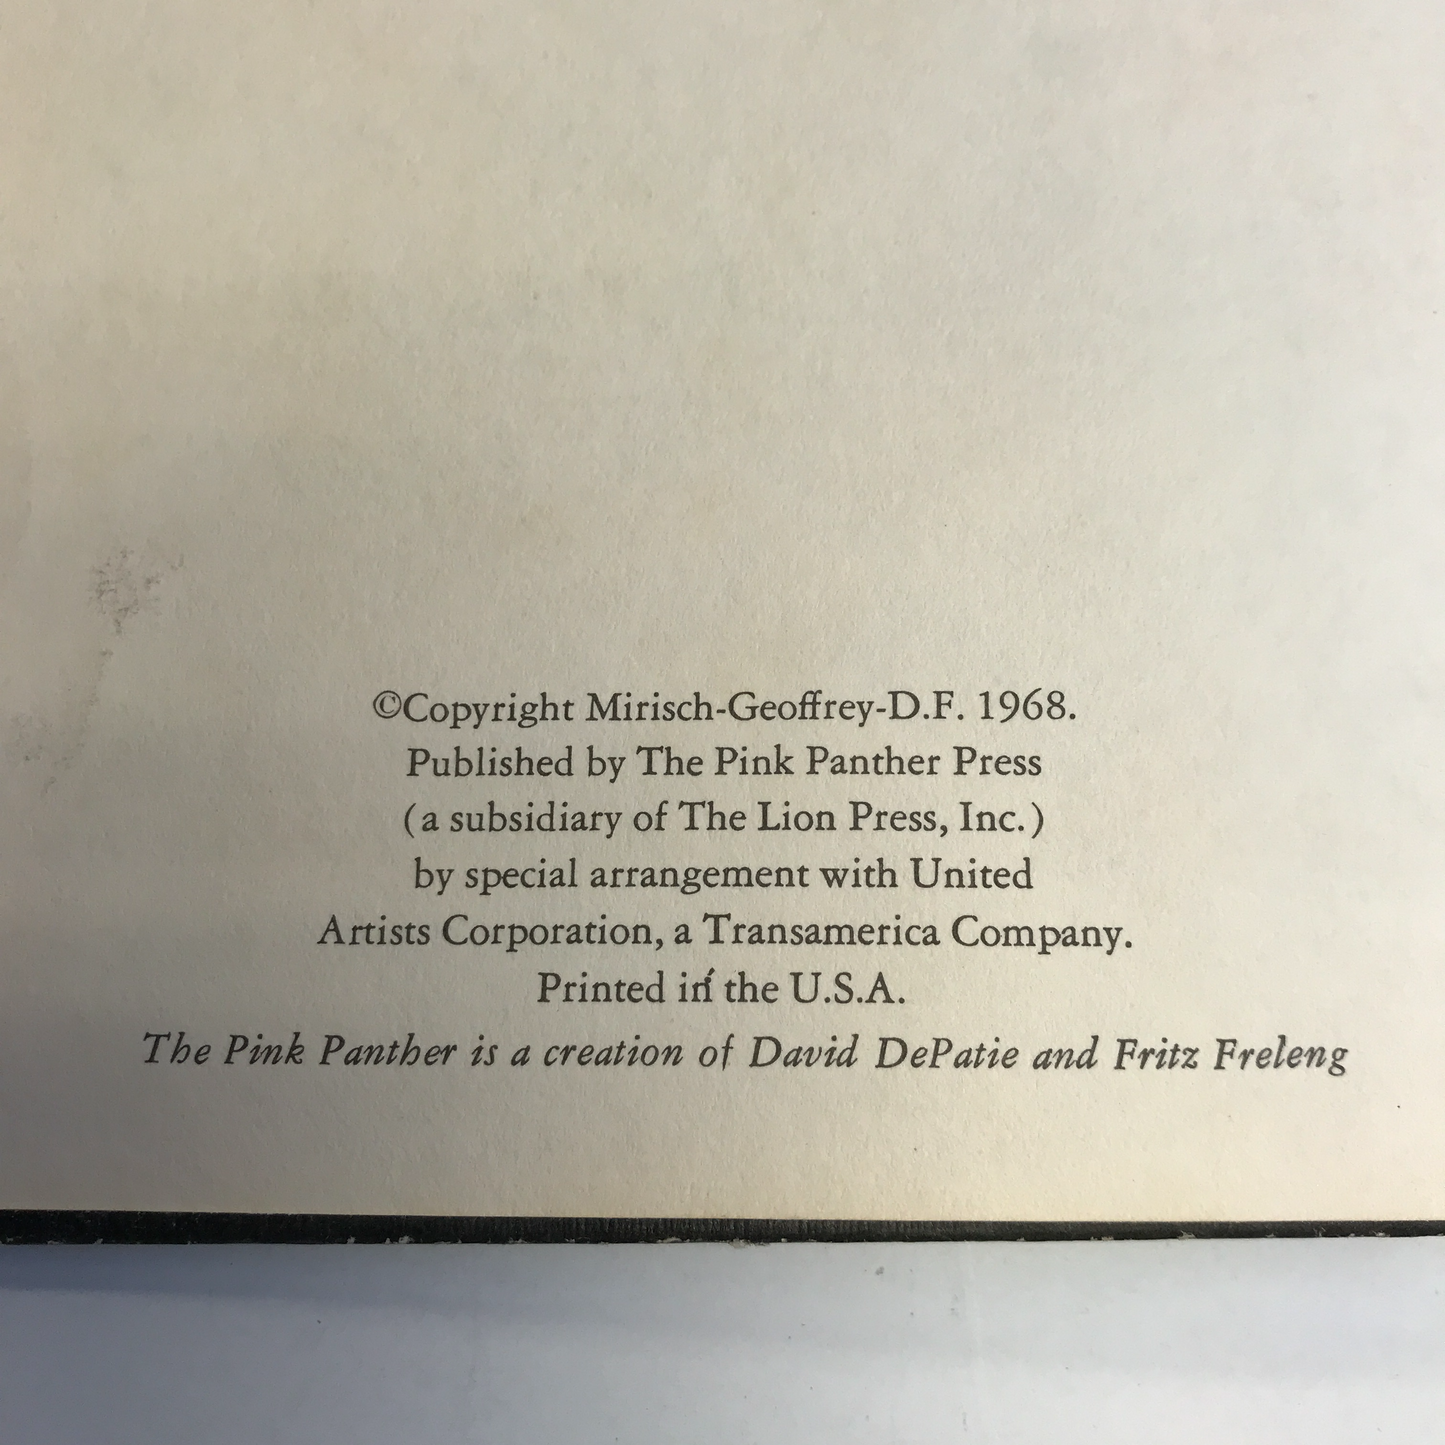 ©Copyright Mirisch-Geoffrey-D.F. 1968.
Published by The Pink Panther Press
(a subsidiary of The Lion Press, Inc.)
by special arrangement with United
Artists Corporation, a Transamerica Company.
Printed in the U.S.A.
The Pink Panther is a creation of David DePatie and Fritz Freleng